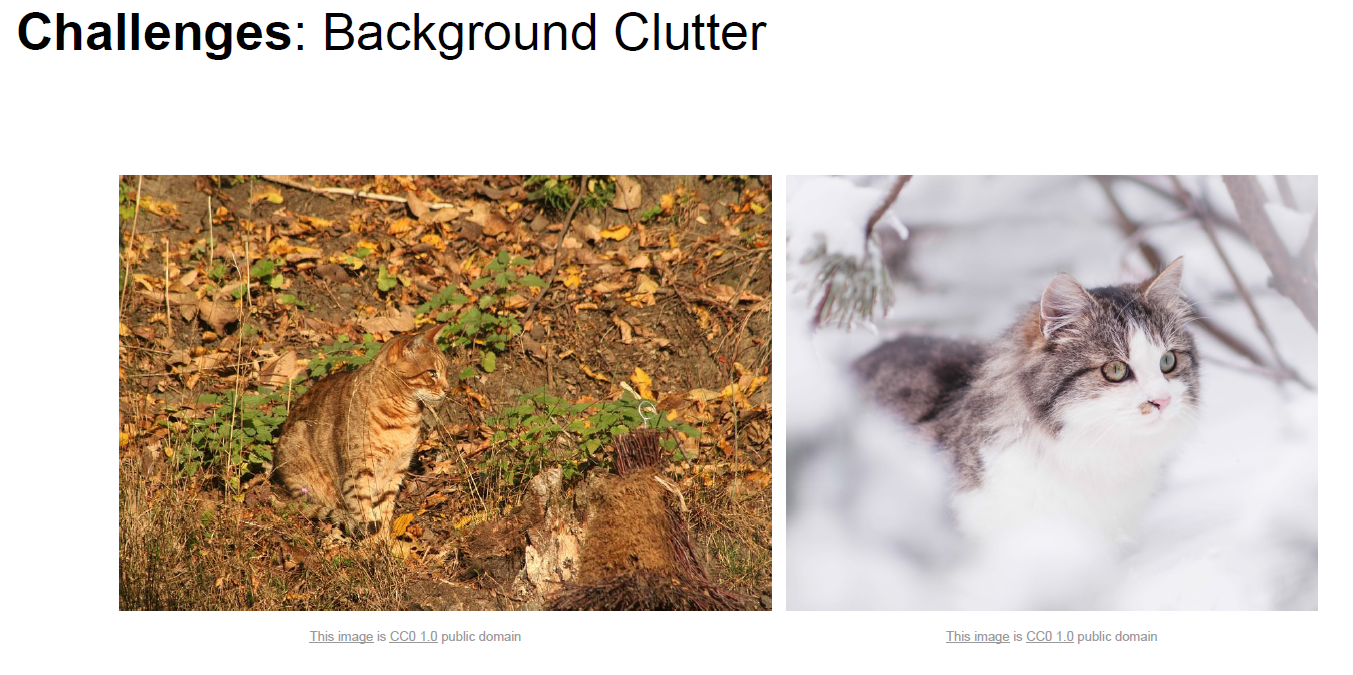 Challenges: Background Clutter
This image is CC0 1.0 public domain
This image is CC0 1.0 public domain